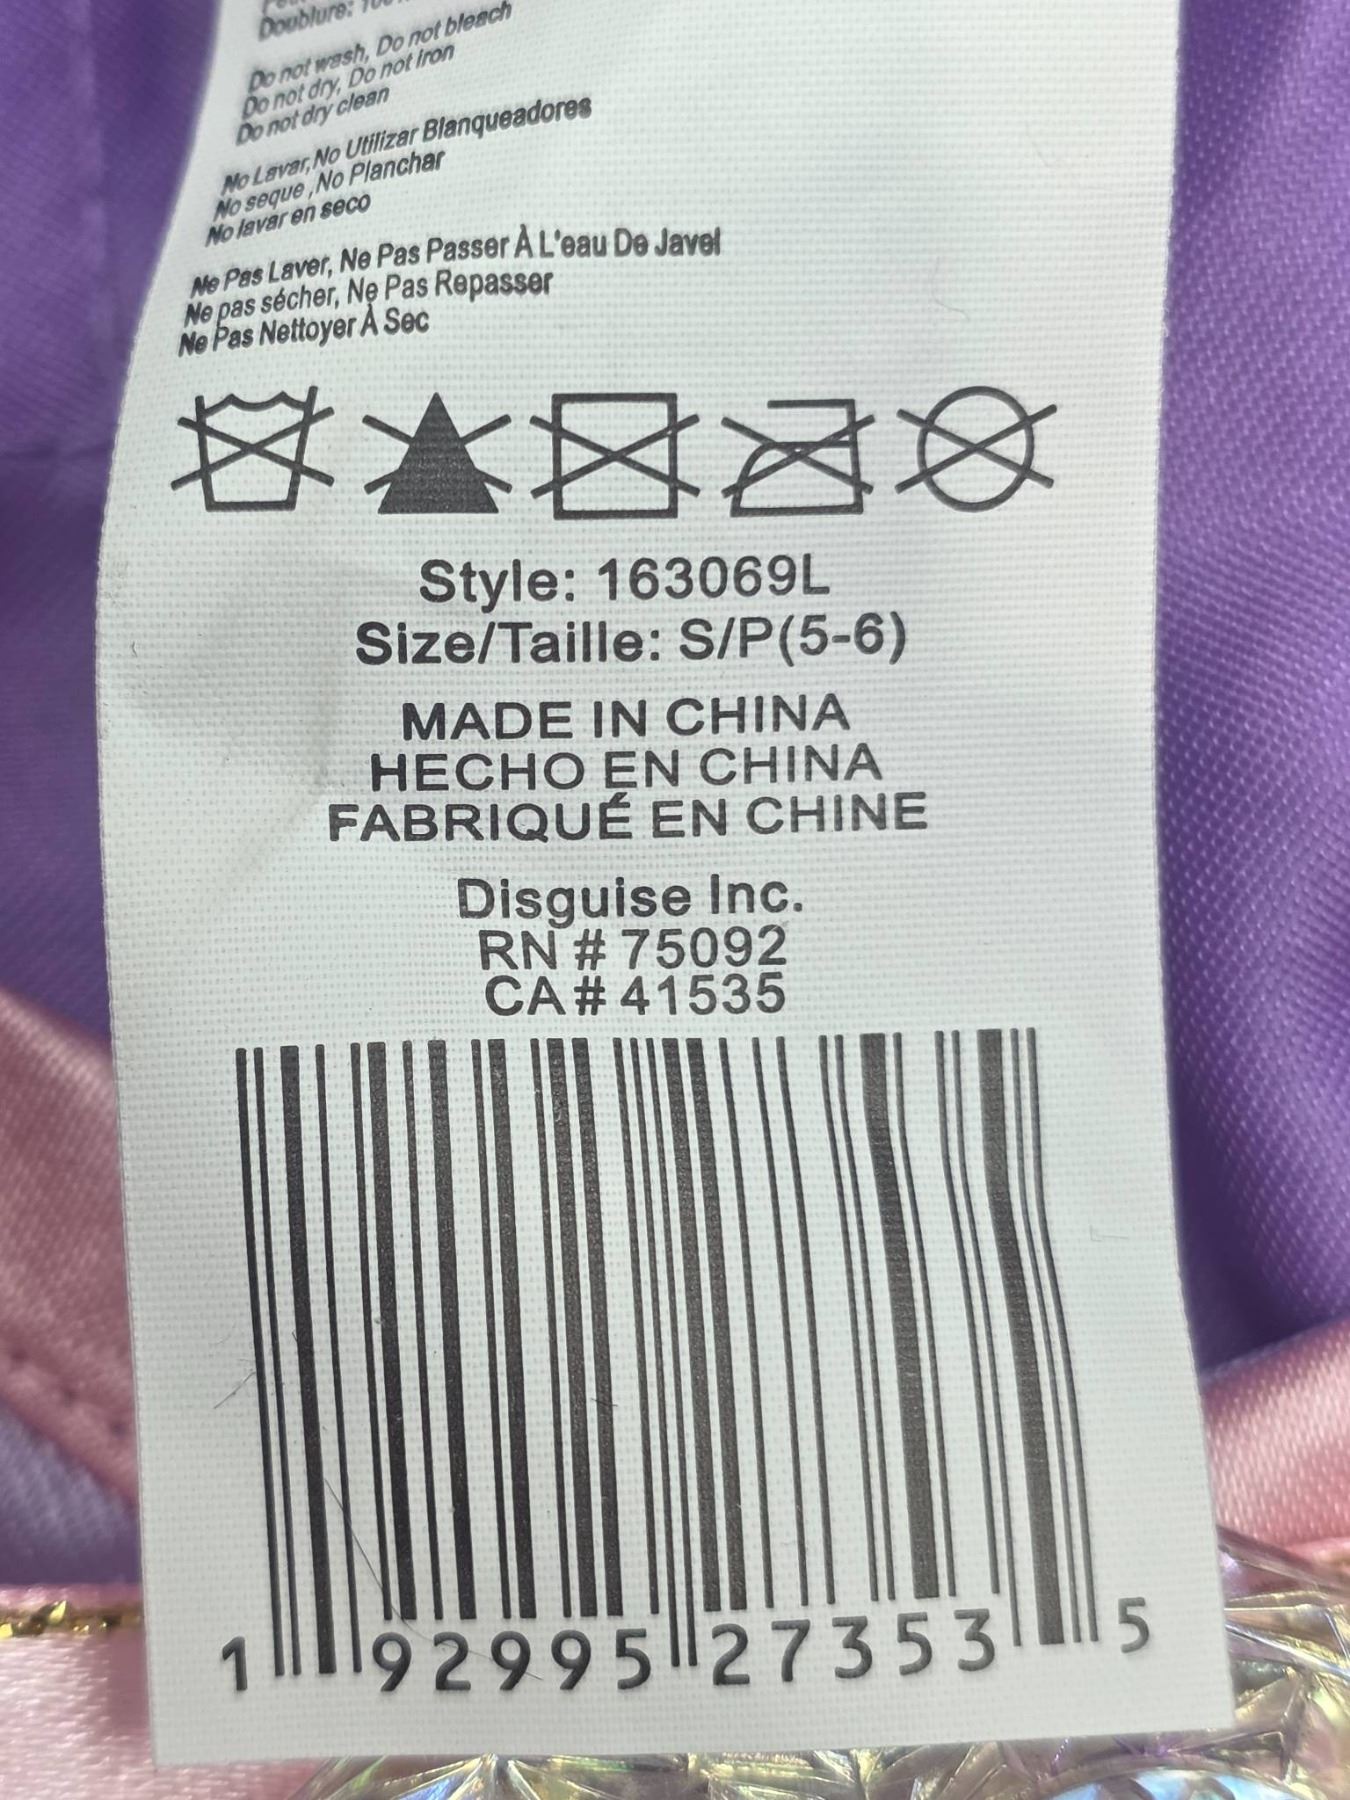 Doublure:
Do not wash, Do not bleach
Do not dry, Do not iron
Do not dry clean
No Lavar, No Utilizar Blanqueadores
No seque ,No Planchar
No lavar en seco
Ne Pas Laver, Ne Pas Passer À L'eau De Javel
Ne pas sécher, Ne Pas Repasser
Ne Pas Nettoyer À Sec
Style: 163069L
Size/Taille: S/P(5-6)
MADE IN CHINA
HECHO EN CHINA
FABRIQUÉ EN CHINE
Disguise Inc.
RN # 75092
CA # 41535
1 92995 27353 5